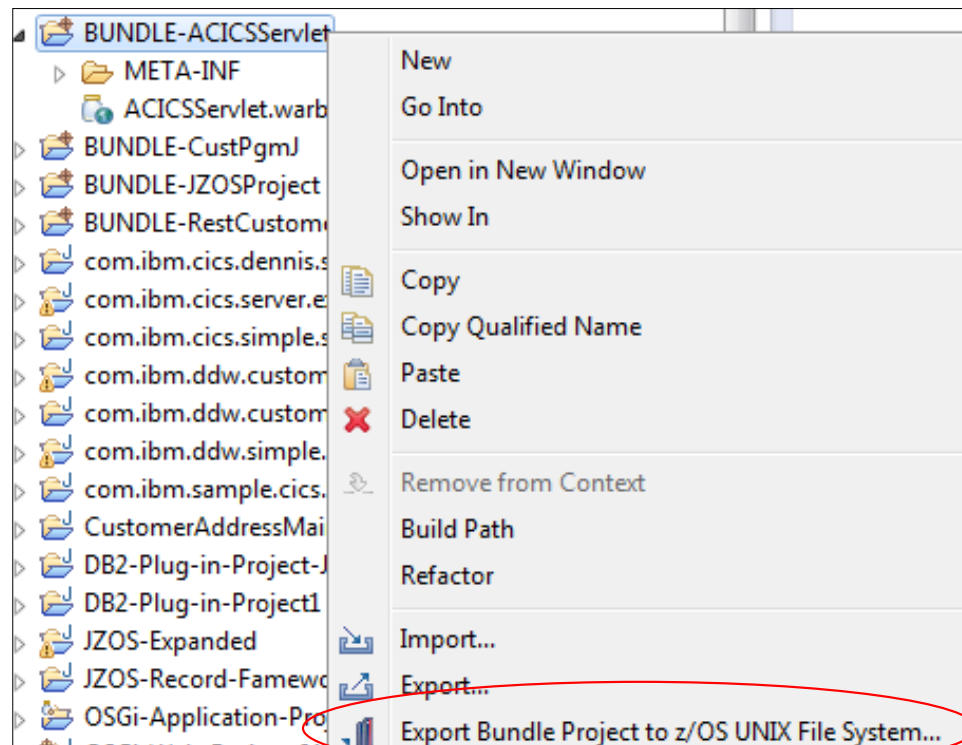 BUNDLE-ACICSServlet
META-INF
ACICSServlet.warb
BUNDLE-CustPgmJ
BUNDLE-JZOSProject
BUNDLE-RestCustom
com.ibm.cics.dennis.s
com.ibm.cics.server.e
com.ibm.cics.simple.s
com.ibm.ddw.custom
com.ibm.ddw.custom
com.ibm.ddw.simple.
com.ibm.sample.cics.
CustomerAddressMai
DB2-Plug-in-Project-J
DB2-Plug-in-Project1
JZOS-Expanded
JZOS-Record-Famewo
OSGi-Application-Pro
New
Go Into
Open in New Window
Show In
Copy
Copy Qualified Name
Paste
Delete
Remove from Context
Build Path
Refactor
Import...
Export...
Export Bundle Project to z/OS UNIX File System...